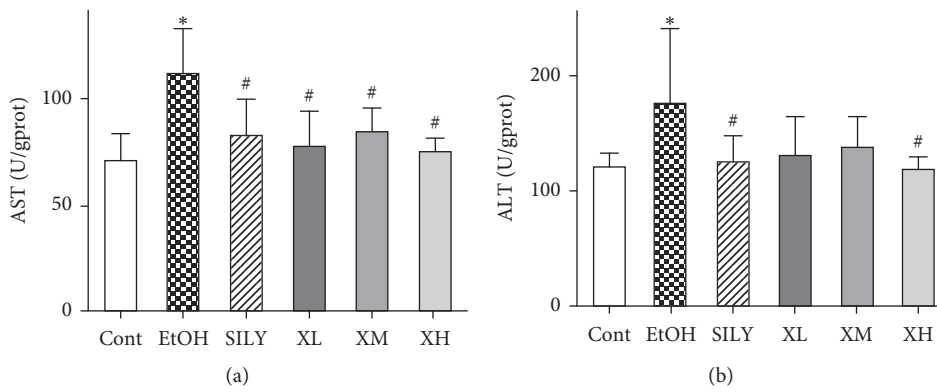 AST (U/gprot)
100
50
0
*
#
#
#
#
Cont EtOH SILY XL XM XH
(a)
ALT (U/gprot)
200
100
0
*
#
#
Cont EtOH SILY XL XM XH
(b)